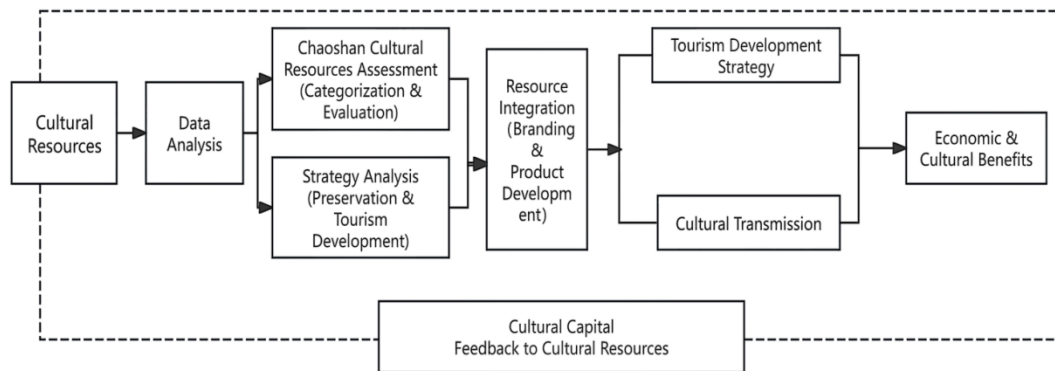 Cultural
Resources
Data
Analysis
Chaoshan Cultural
Resources Assessment
(Categorization &
Evaluation)
Strategy Analysis
(Preservation &
Tourism
Development)
Resource
Integration
(Branding
&
Product
Developm
ent)
Tourism Development
Strategy
Cultural Transmission
Economic &
Cultural Benefits
Cultural Capital
Feedback to Cultural Resources